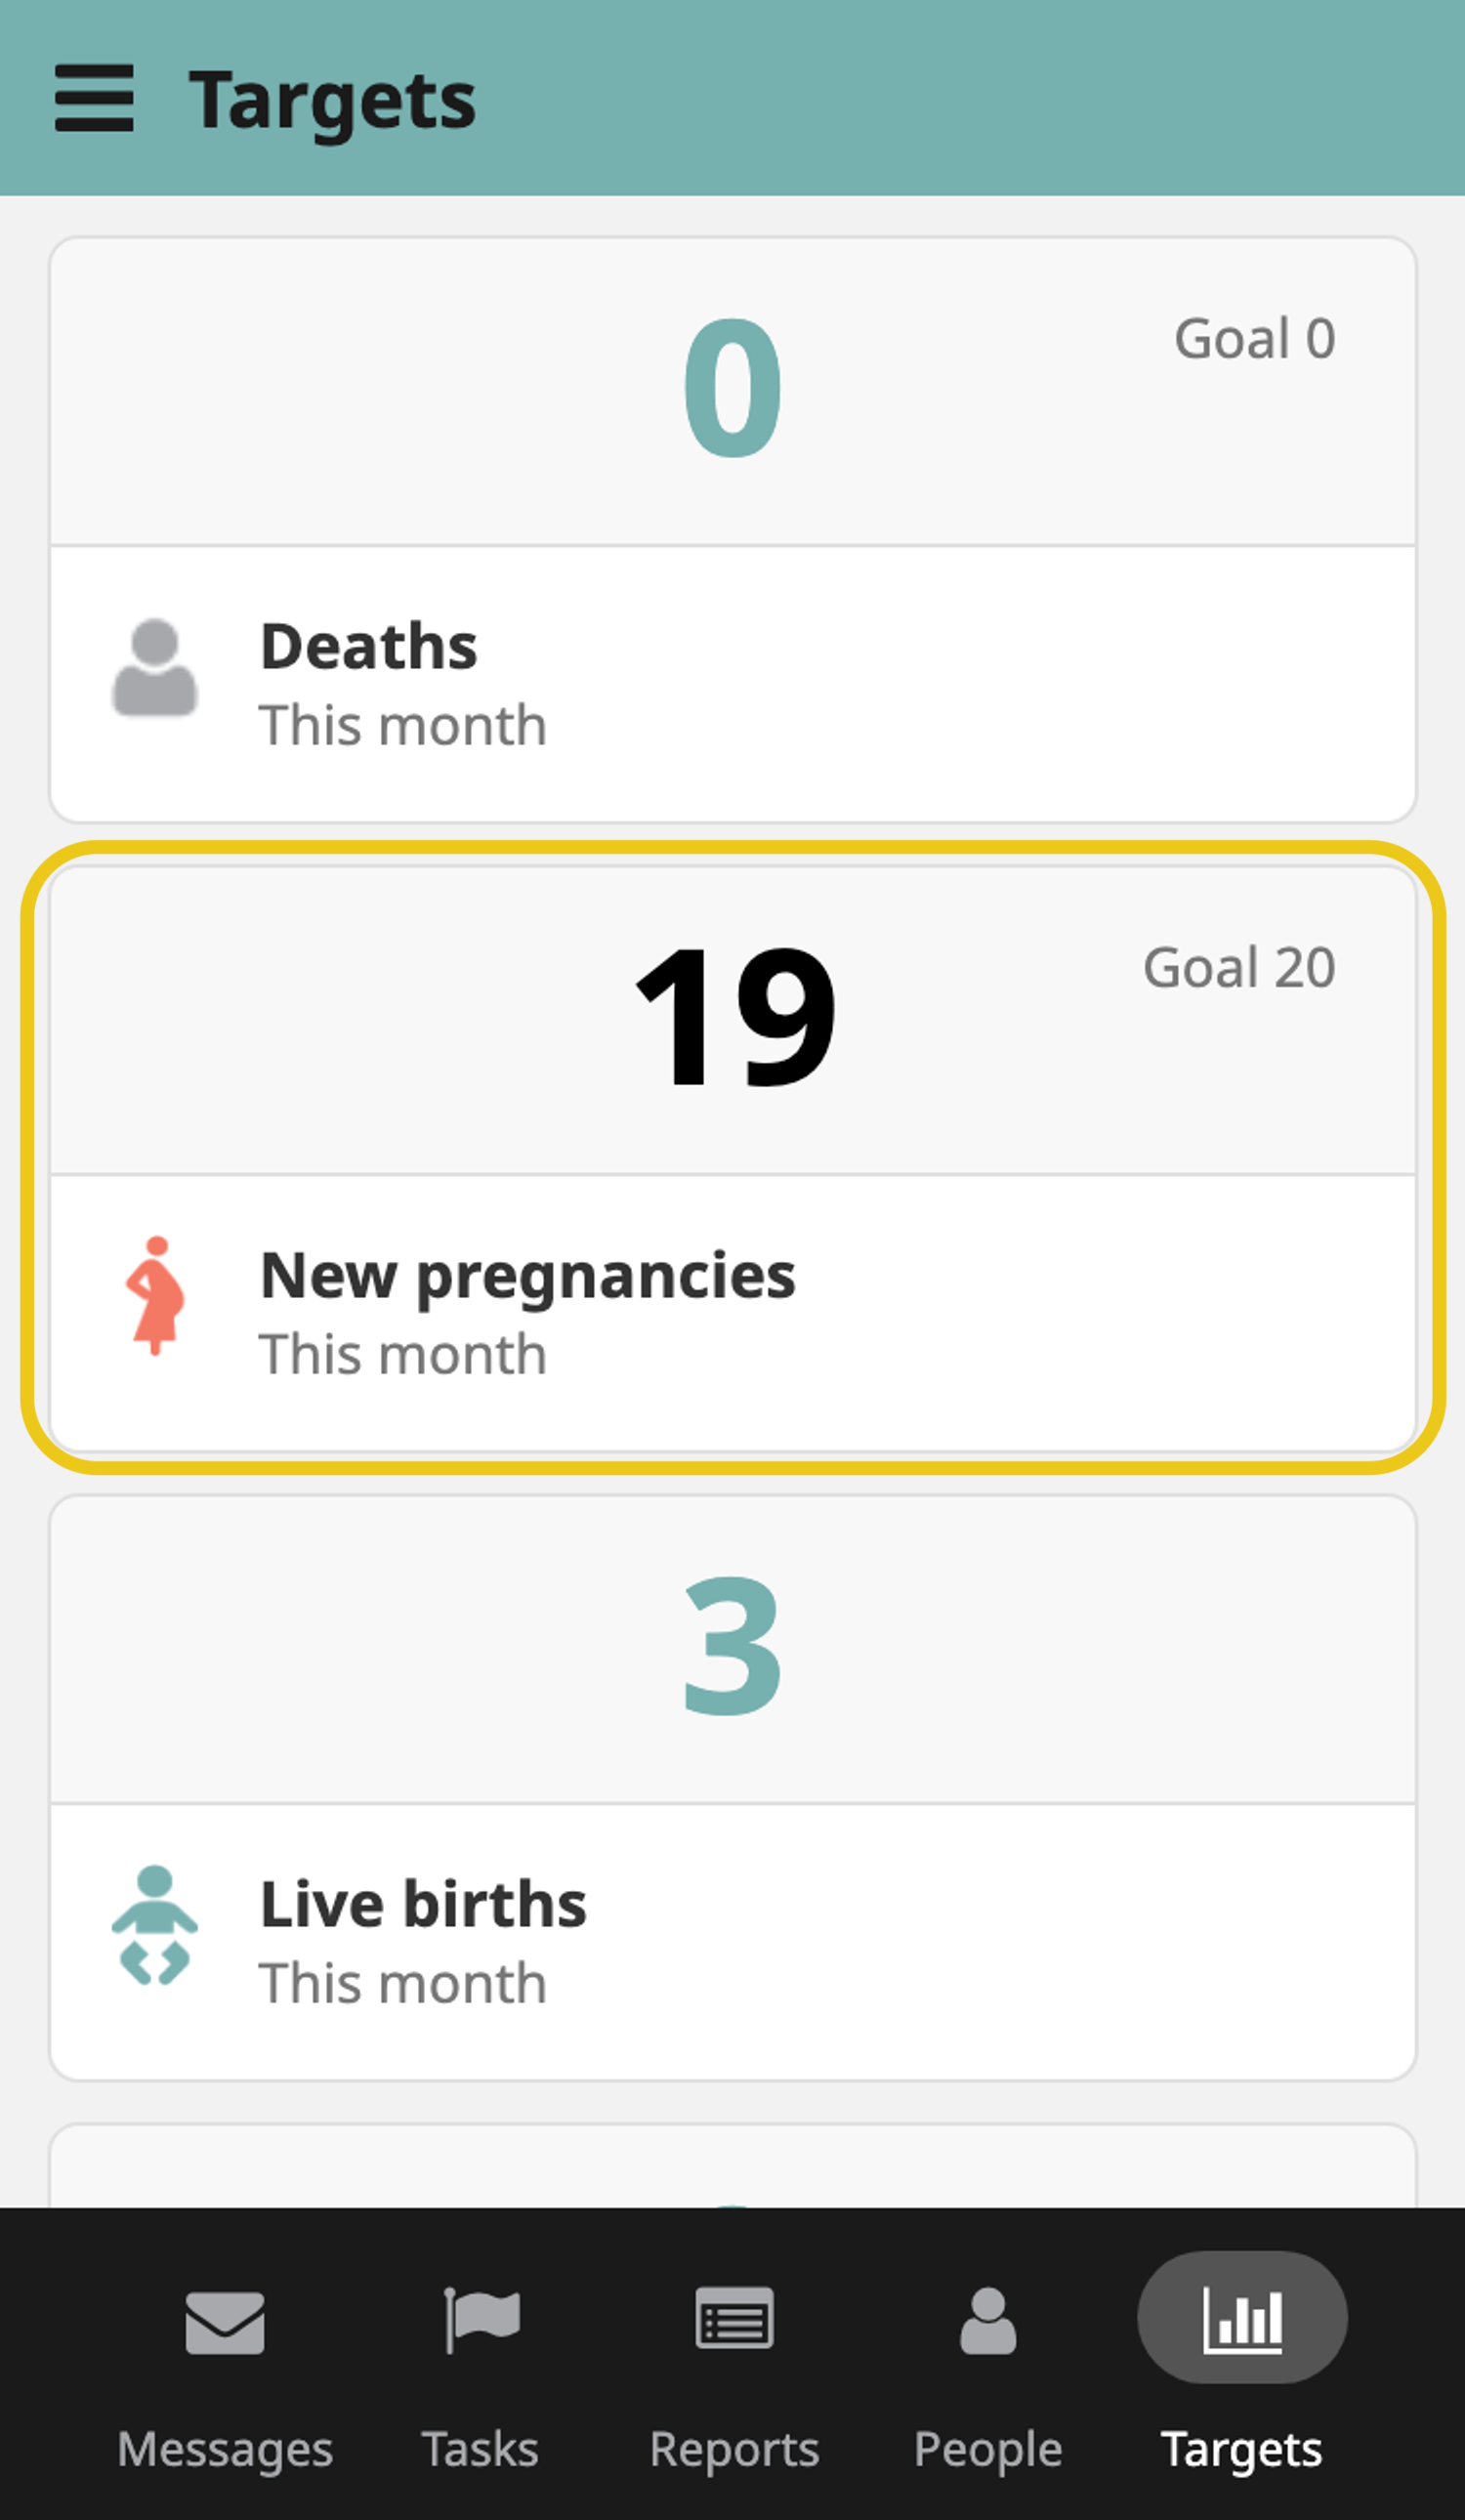 Targets
0
Goal 0
Deaths
This month
19
Goal 20
New pregnancies
This month
3
Live births
This month
Messages Tasks Reports People Targets